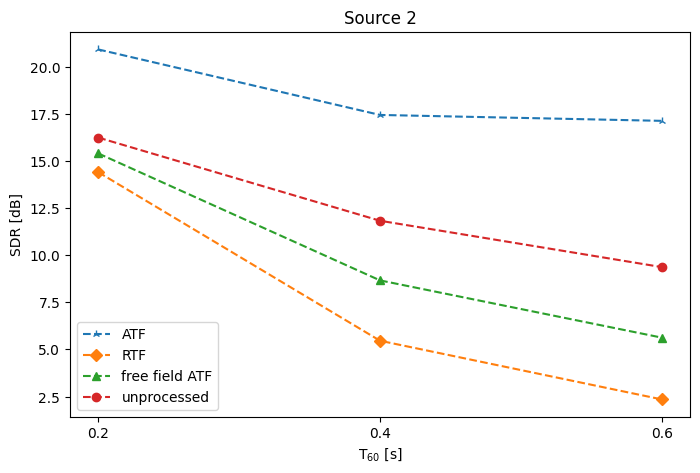 Source 2
SDR [dB]
20.0
17.5
15.0
12.5
10.0
7.5
5.0
2.5
ATF
RTF
free field ATF
unprocessed
0.2
0.4
0.6
T60 [s]